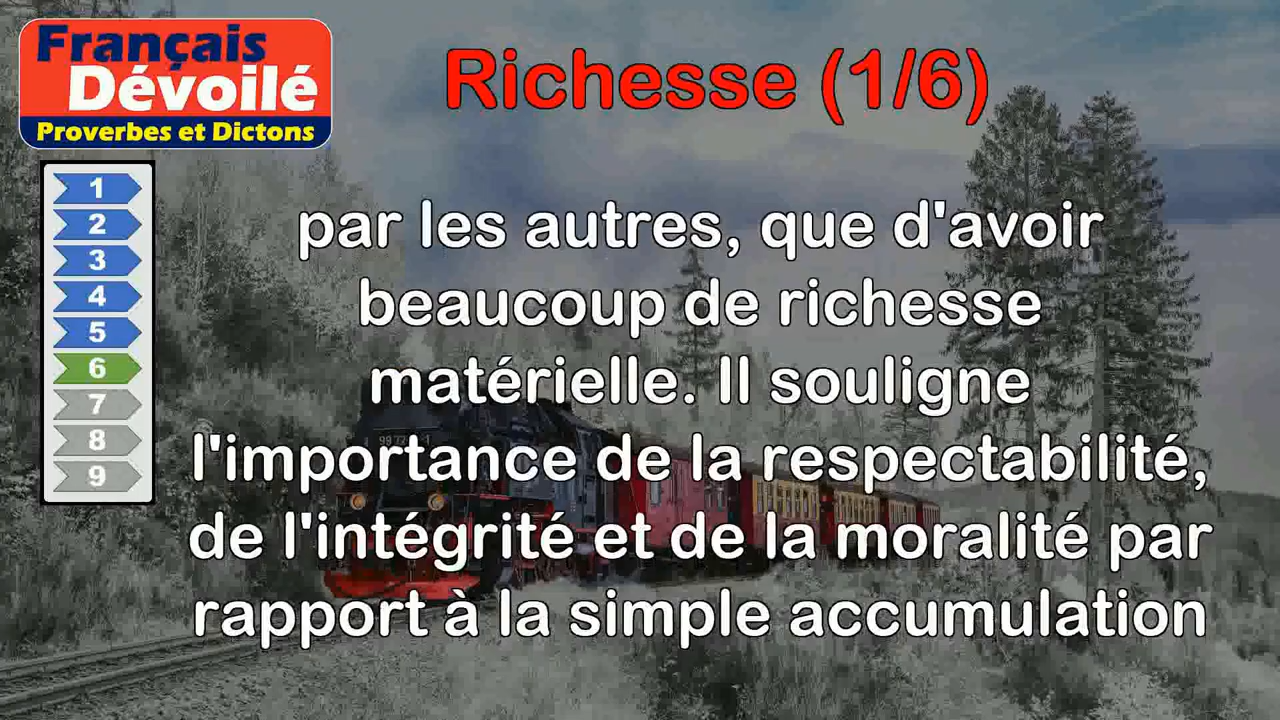 Français
Dévoilé
Proverbes et Dictons
Richesse (1/6)
1
2
3
4
5
6
7
8
9
par les autres, que d'avoir
beaucoup de richesse
matérielle. Il souligne
l'importance de la respectabilité,
de l'intégrité et de la moralité par
rapport à la simple accumulation